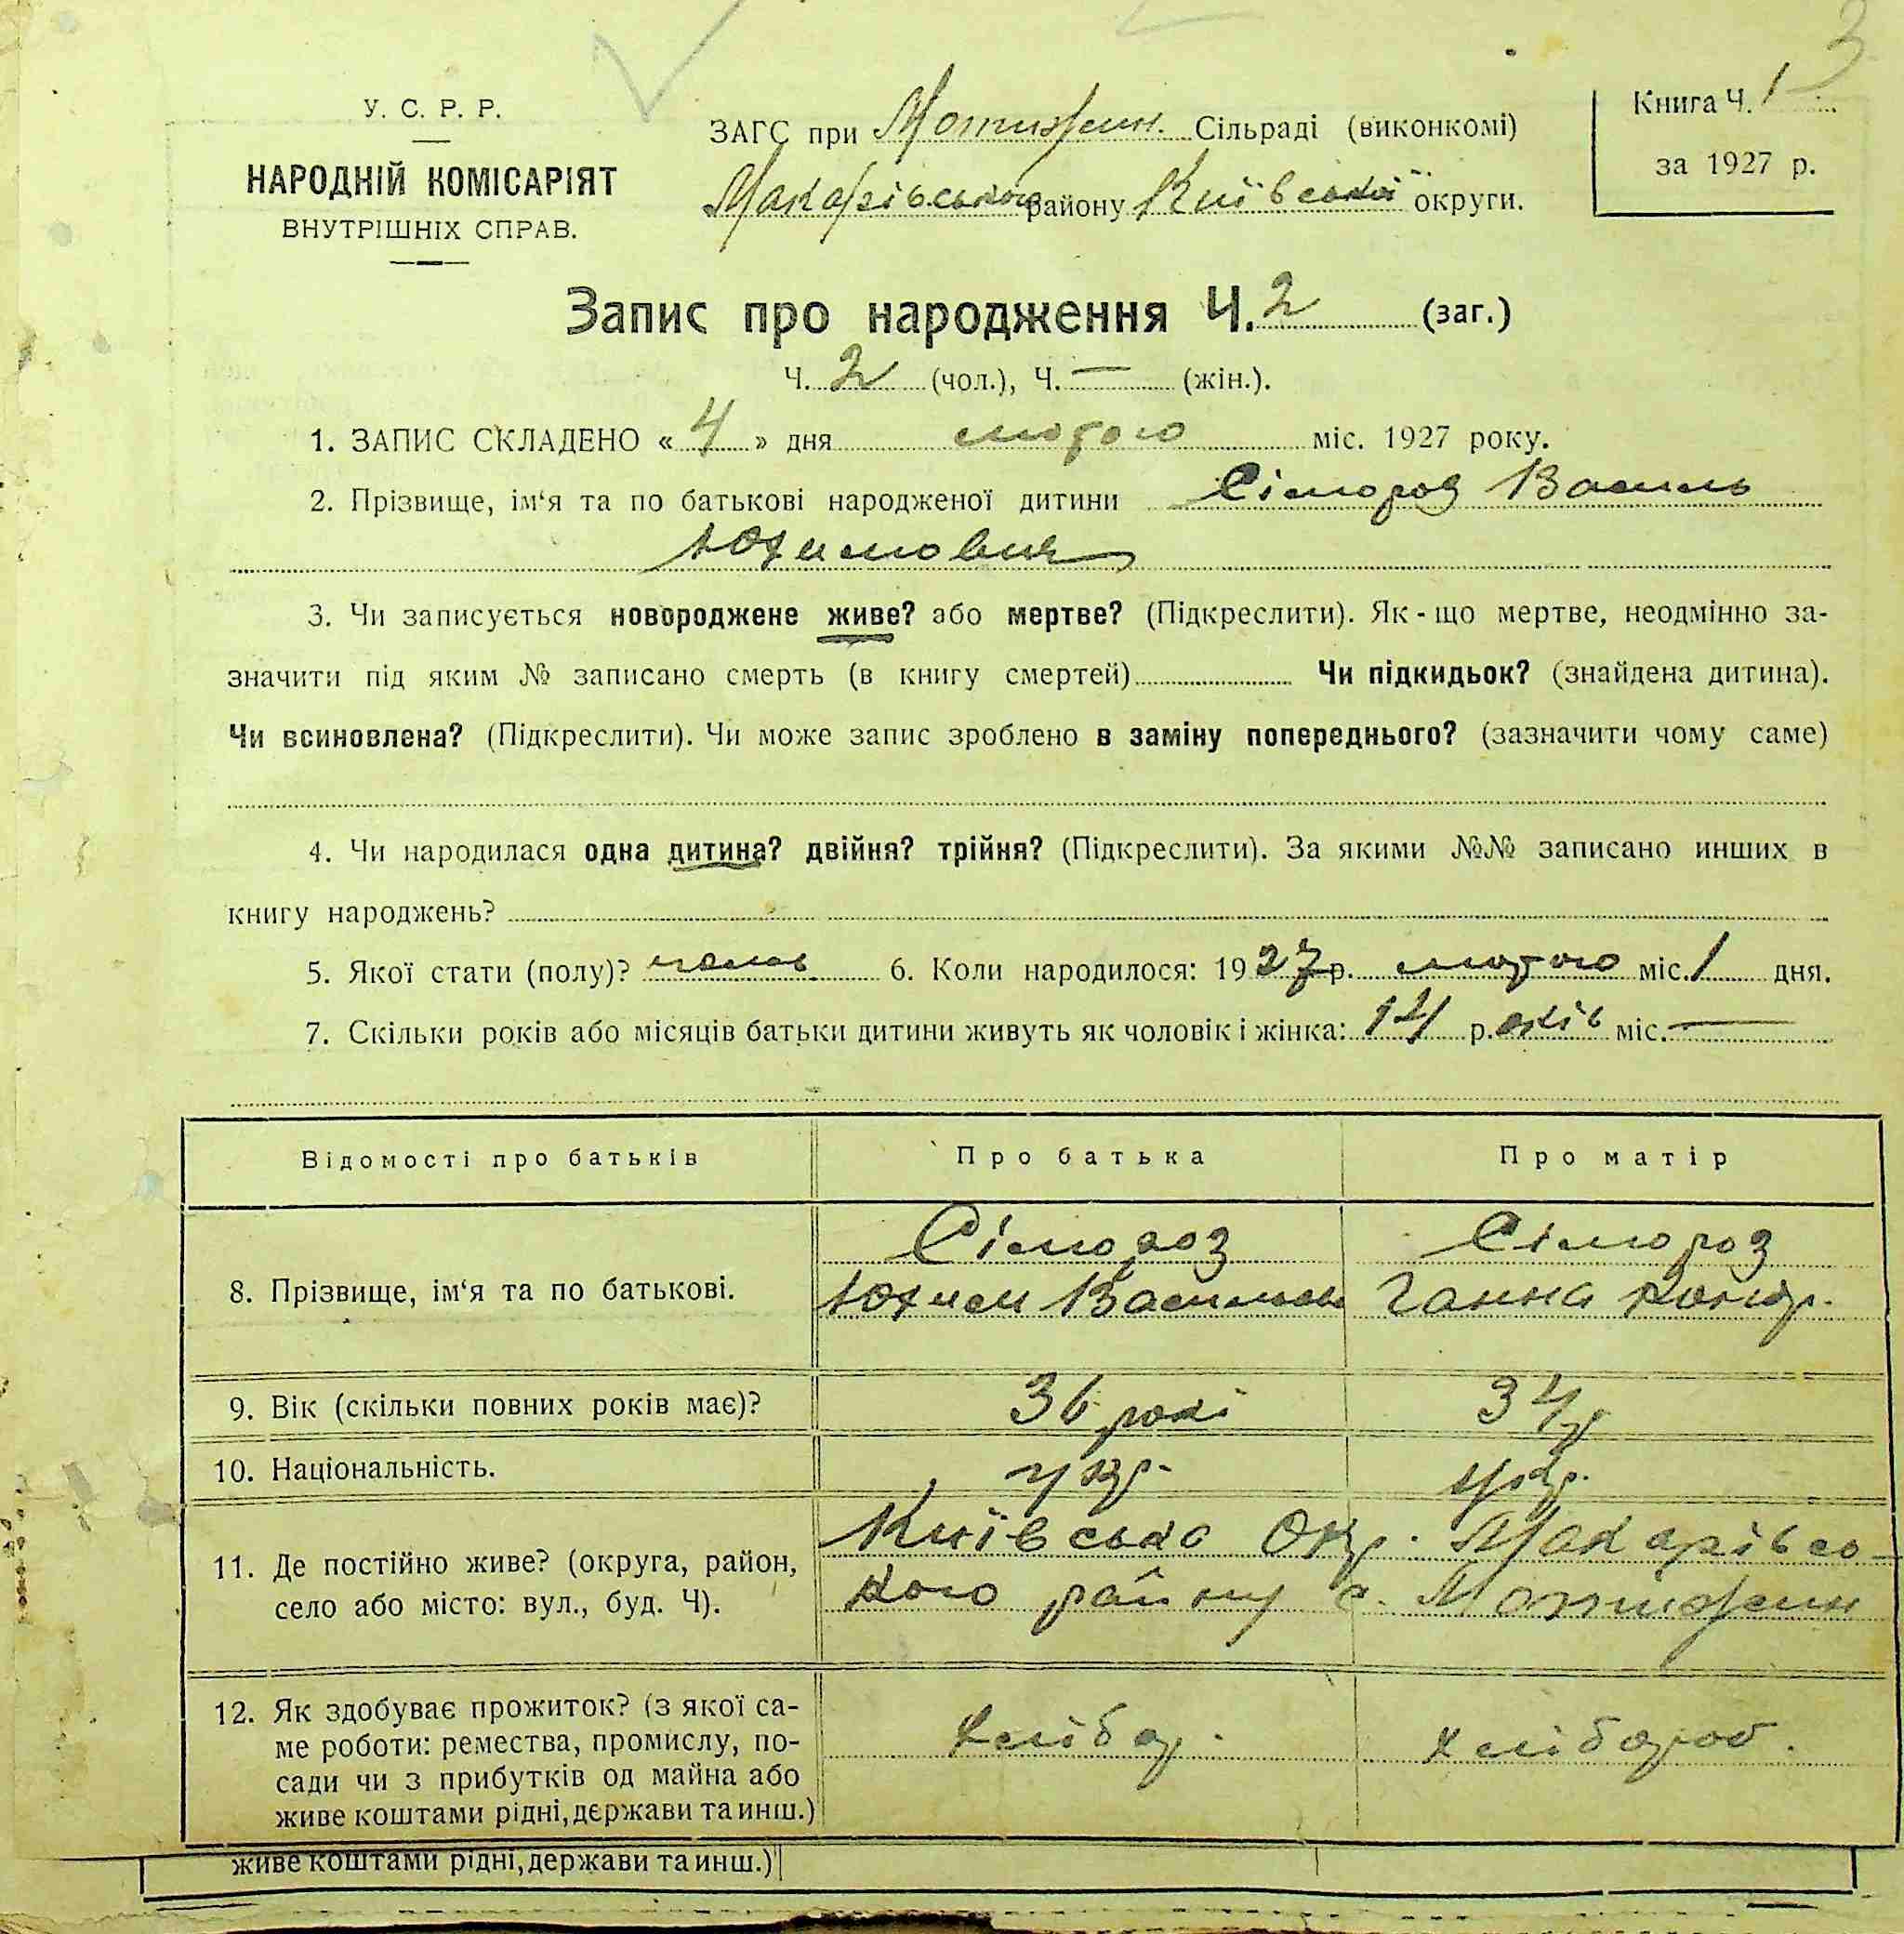 3
У. С. Р. Р.
НАРОДНІЙ КОМІСАРІЯТ
ВНУТРІШНІХ СПРАВ.
ЗАГС при Мотижин. Сільраді (виконкомі)
Макарівського району Київської округи.
Книга Ч. 1
за 1927 р.
Запис про народження Ч. 2 (заг.)
Ч. 2 (чол.), Ч. — (жін.).
1. ЗАПИС СКЛАДЕНО « 4 » дня лютого міс. 1927 року.
2. Прізвище, ім‘я та по батькові народженої дитини Сімороз Василь
Юхимович
3. Чи записується новороджене живе? або мертве? (Підкреслити). Як-що мертве, неодмінно за-
значити під яким № записано смерть (в книгу смертей) Чи підкидьок? (знайдена дитина).
Чи всиновлена? (Підкреслити). Чи може запис зроблено в заміну попереднього? (зазначити чому саме)
4. Чи народилася одна дитина? двійня? трійня? (Підкреслити). За якими №№ записано инших в
книгу народжень?
5. Якої стати (полу)? чолов. 6. Коли народилося: 1927 р. лютого міс. 1 дня.
7. Скільки років або місяців батьки дитини живуть як чоловік і жінка: 14 років міс. —
Відомості про батьків Про батька Про матір
8. Прізвище, ім‘я та по батькові.
Сімороз Сімороз
Юхим Ганна
9. Вік (скільки повних років має)? 36 рокі 34 р
10. Національність. укр. укр.
11. Де постійно живе? (округа, район,
село або місто: вул., буд. Ч).
Київська Окр. Макарівсь-
кого району с. Мотижин
12. Як здобуває прожиток? (з якої са-
ме роботи: ремества, промислу, по-
сади чи з прибутків од майна або
живе коштами рідні, держави та инш.)
хлібор. хлібороб.
живе коштами рідні, держави та инш.)